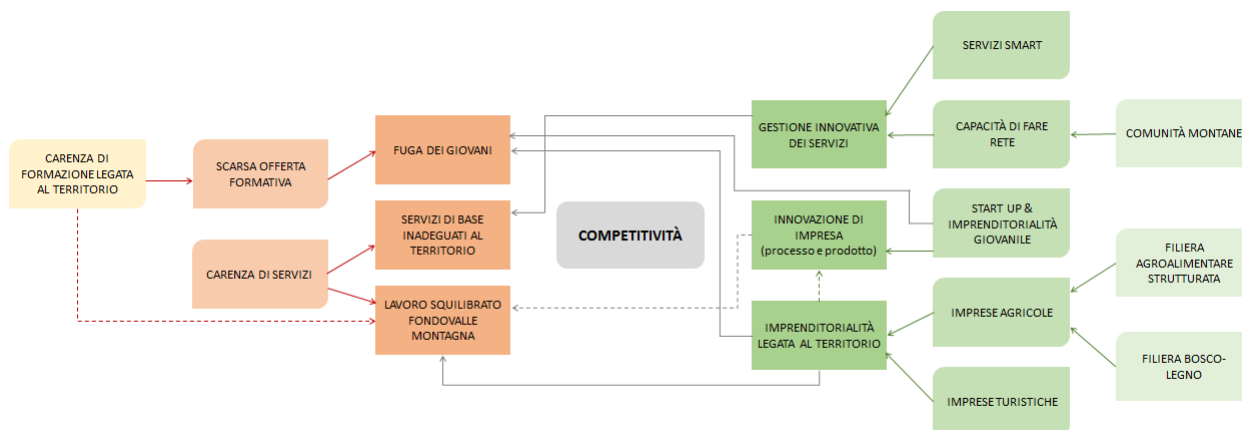 CARENZA DI
FORMAZIONE LEGATA
AL TERRITORIO
SCARSA OFFERTA
FORMATIVA
CARENZA DI SERVIZI
FUGA DEI GIOVANI
SERVIZI DI BASE
INADEGUATI AL
TERRITORIO
LAVORO SQUILIBRATO
FONDOVALLE
MONTAGNA
COMPETITIVITÀ
GESTIONE INNOVATIVA
DEI SERVIZI
INNOVAZIONE DI
IMPRESA
(processo e prodotto)
IMPRENDITORIALITÀ
LEGATA AL TERRITORIO
SERVIZI SMART
CAPACITÀ DI FARE
RETE
START UP &
IMPRENDITORIALITÀ
GIOVANILE
IMPRESE AGRICOLE
IMPRESE TURISTICHE
COMUNITÀ MONTANE
FILIERA
AGROALIMENTARE
STRUTTURATA
FILIERA BOSCO-
LEGNO